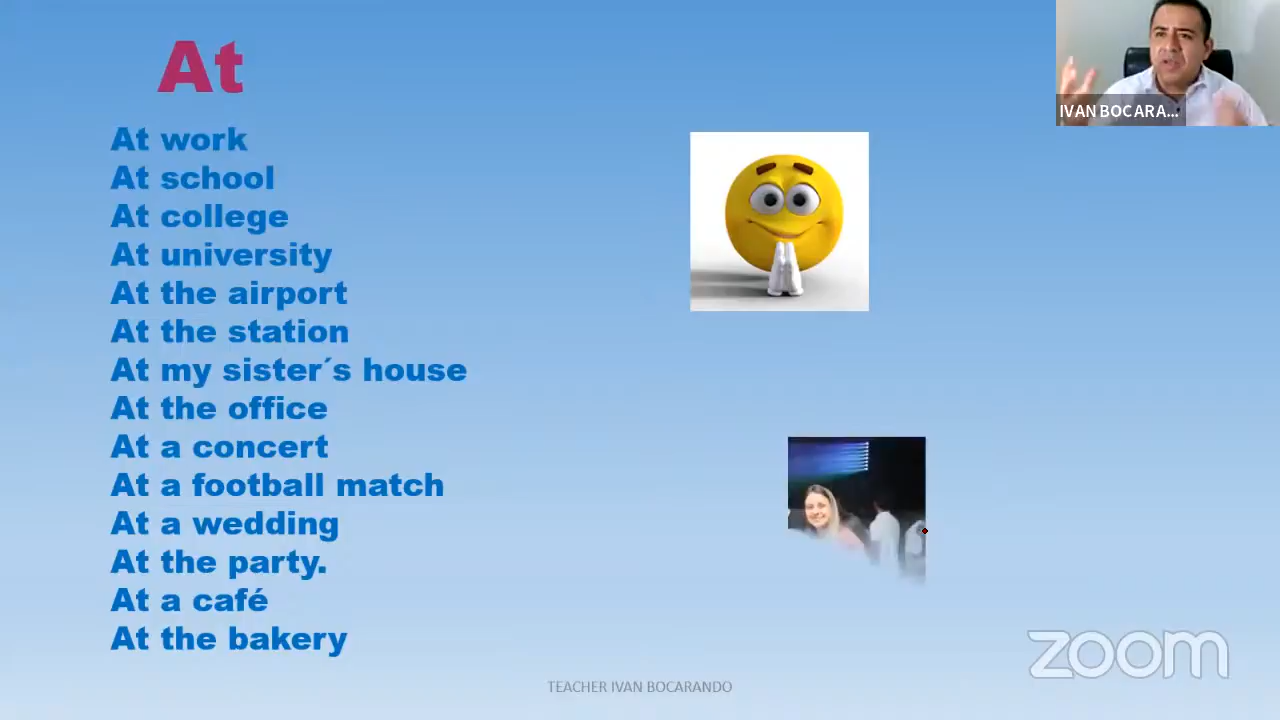 At
IVAN BOCARA...
At work
At school
At college
At university
At the airport
At the station
At my sister´s house
At the office
At a concert
At a football match
At a wedding
At the party.
At a café
At the bakery
zoom
TEACHER IVAN BOCARANDO